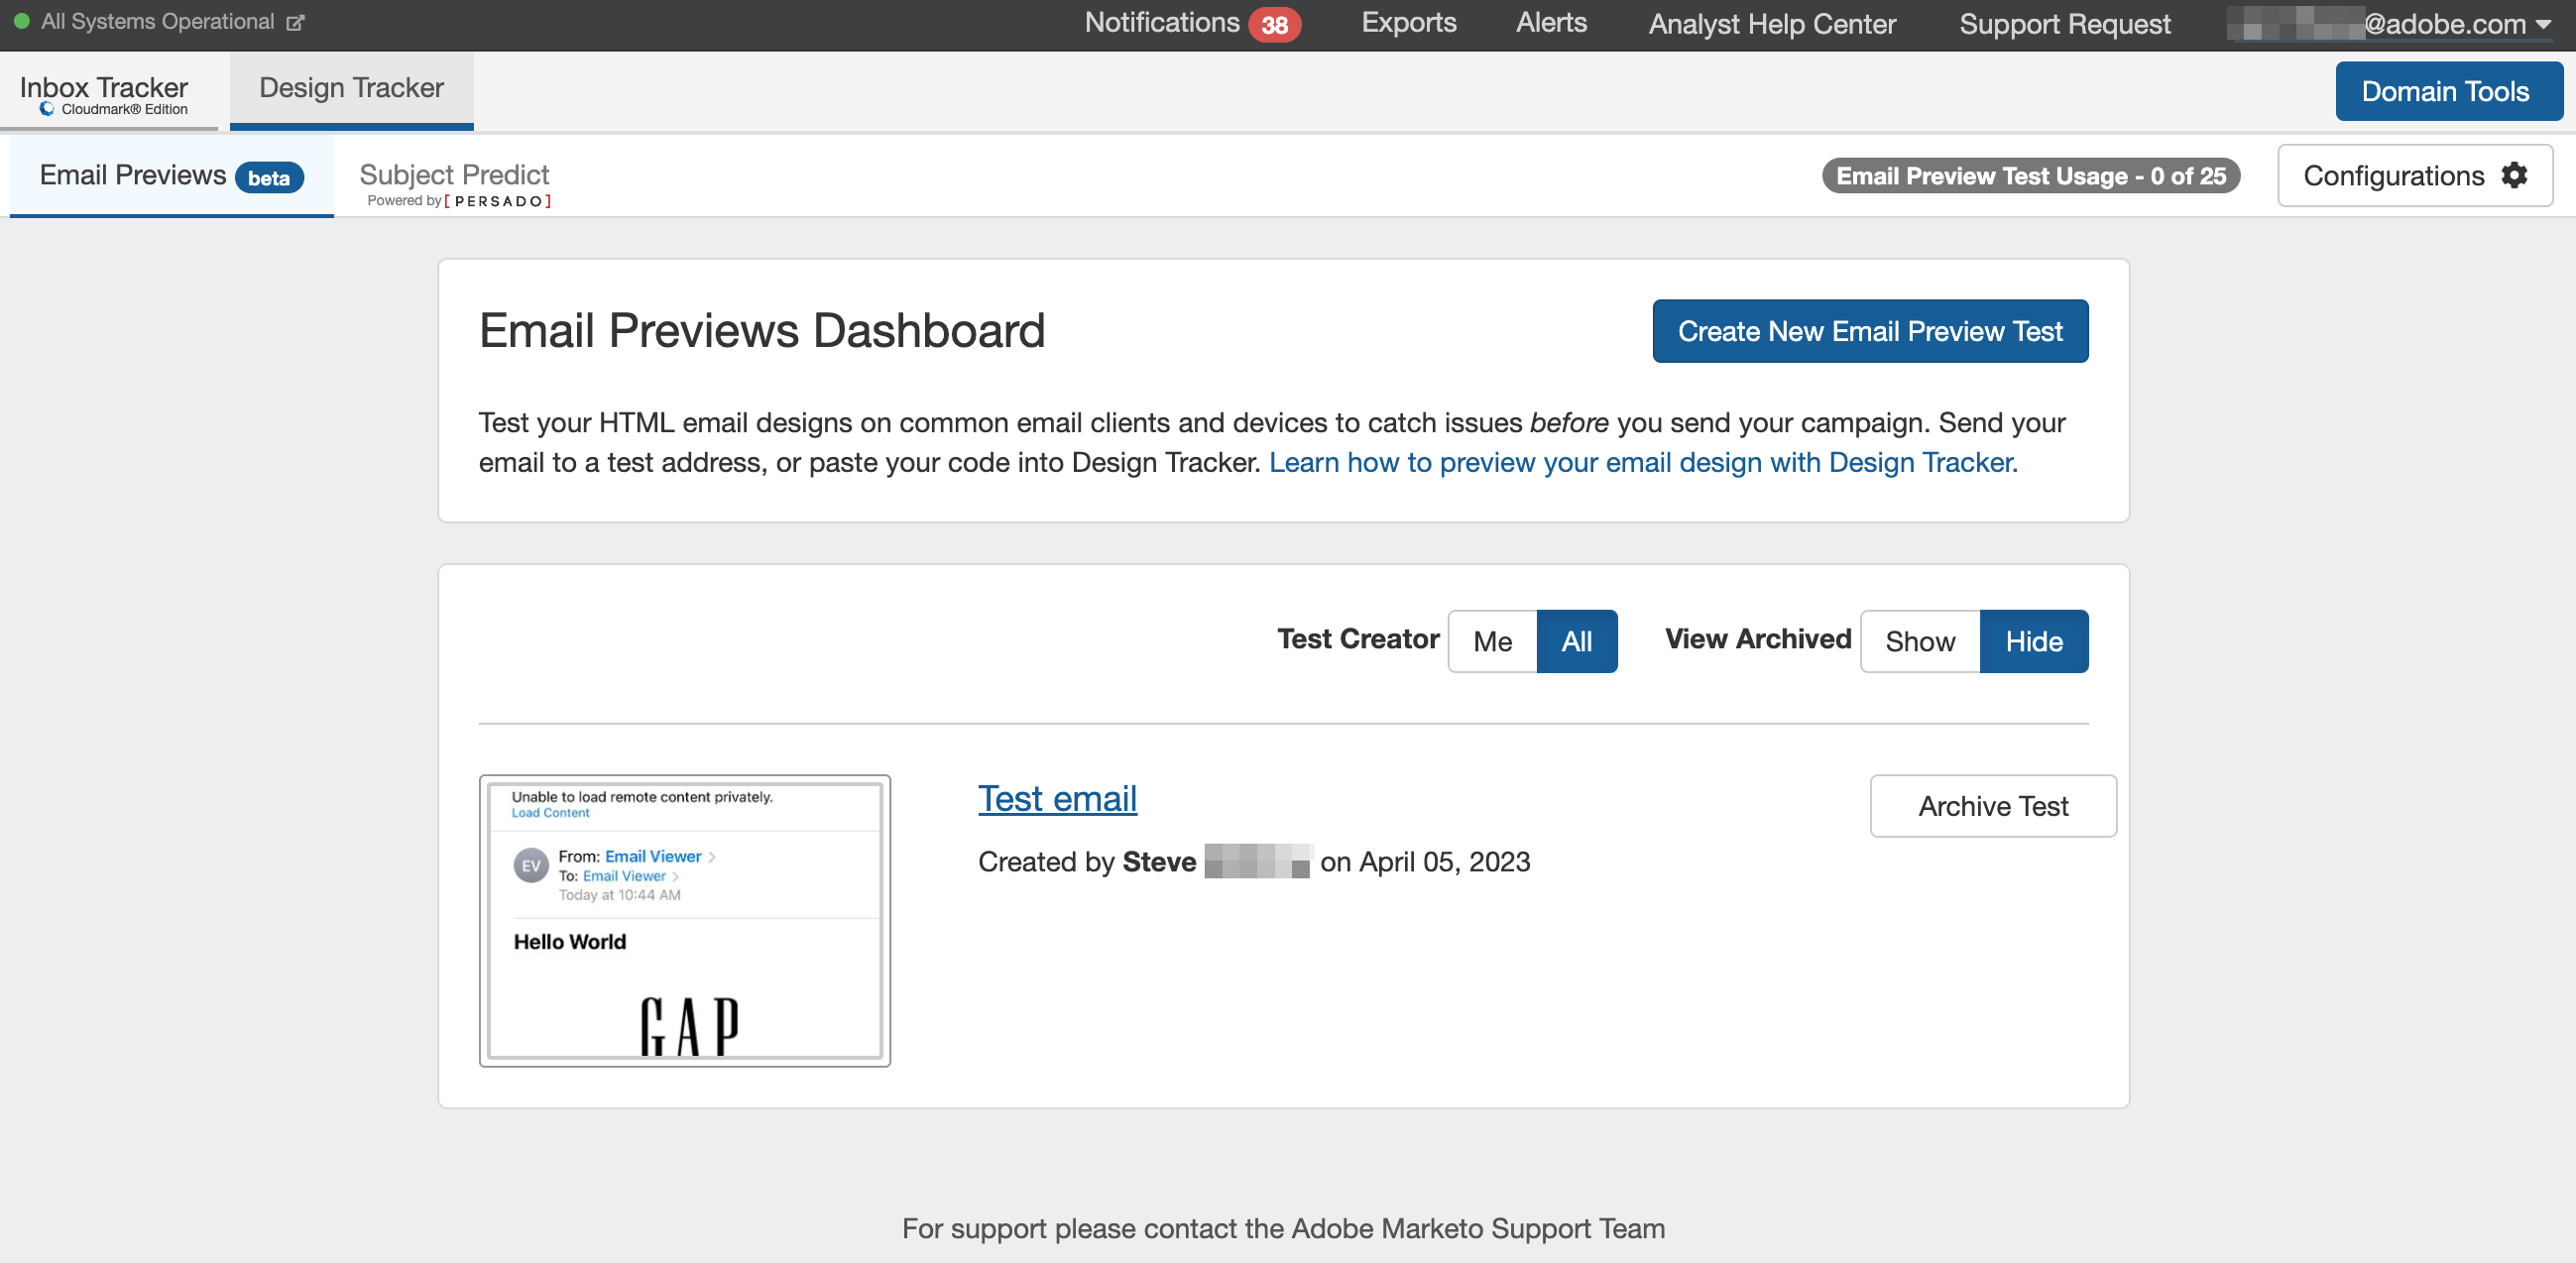 All Systems Operational
Notifications 38 Exports Alerts Analyst Help Center Support Request @adobe.com
Inbox Tracker
Cloudmark® Edition
Design Tracker
Domain Tools
Email Previews beta
Subject Predict
Powered by [ PERSADO ]
Email Preview Test Usage - 0 of 25
Configurations
Email Previews Dashboard
Create New Email Preview Test
Test your HTML email designs on common email clients and devices to catch issues before you send your campaign. Send your
email to a test address, or paste your code into Design Tracker. Learn how to preview your email design with Design Tracker.
Test Creator Me All View Archived Show Hide
Unable to load remote content privately.
Load Content
EV
From: Email Viewer
To: Email Viewer
Today at 10:44 AM
Hello World
GAP
Test email
Created by Steve on April 05, 2023
Archive Test
For support please contact the Adobe Marketo Support Team